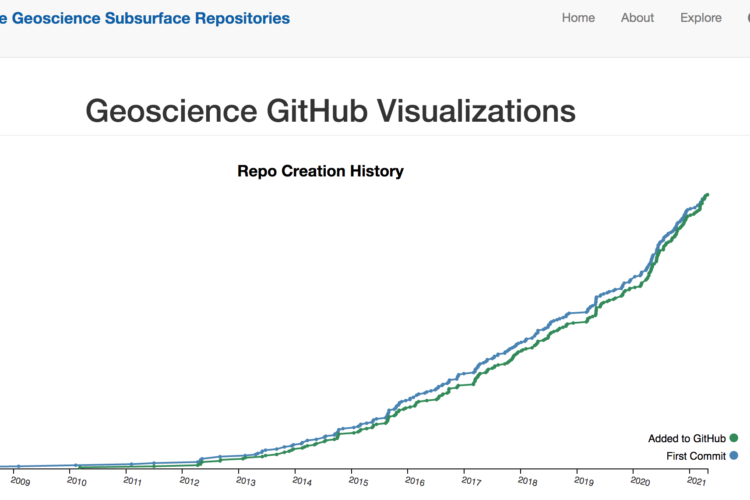 e Geoscience Subsurface Repositories
Home About Explore
Geoscience GitHub Visualizations
Repo Creation History
Added to GitHub
First Commit
2009 2010 2011 2012 2013 2014 2015 2016 2017 2018 2019 2020 2021